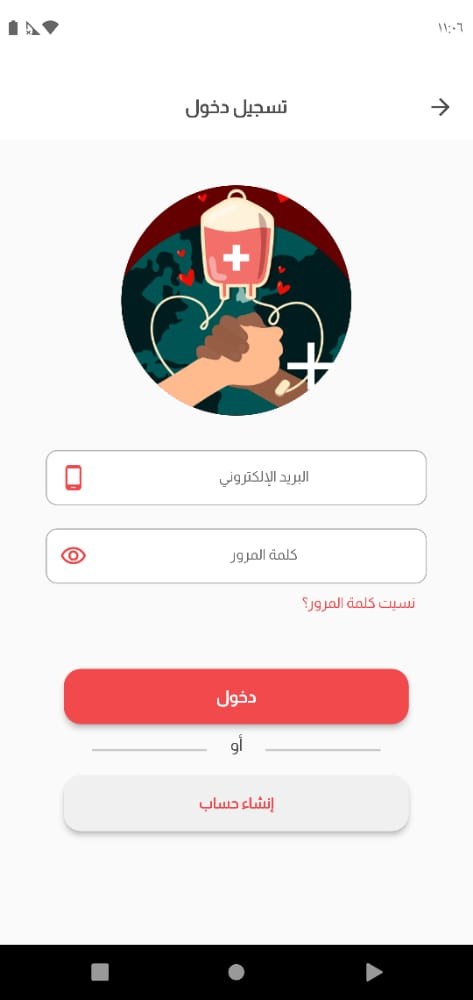 ١١:٠٦
تسجيل دخول
البريد الإلكتروني
كلمة المرور
نسيت كلمة المرور؟
دخول
أو
إنشاء حساب